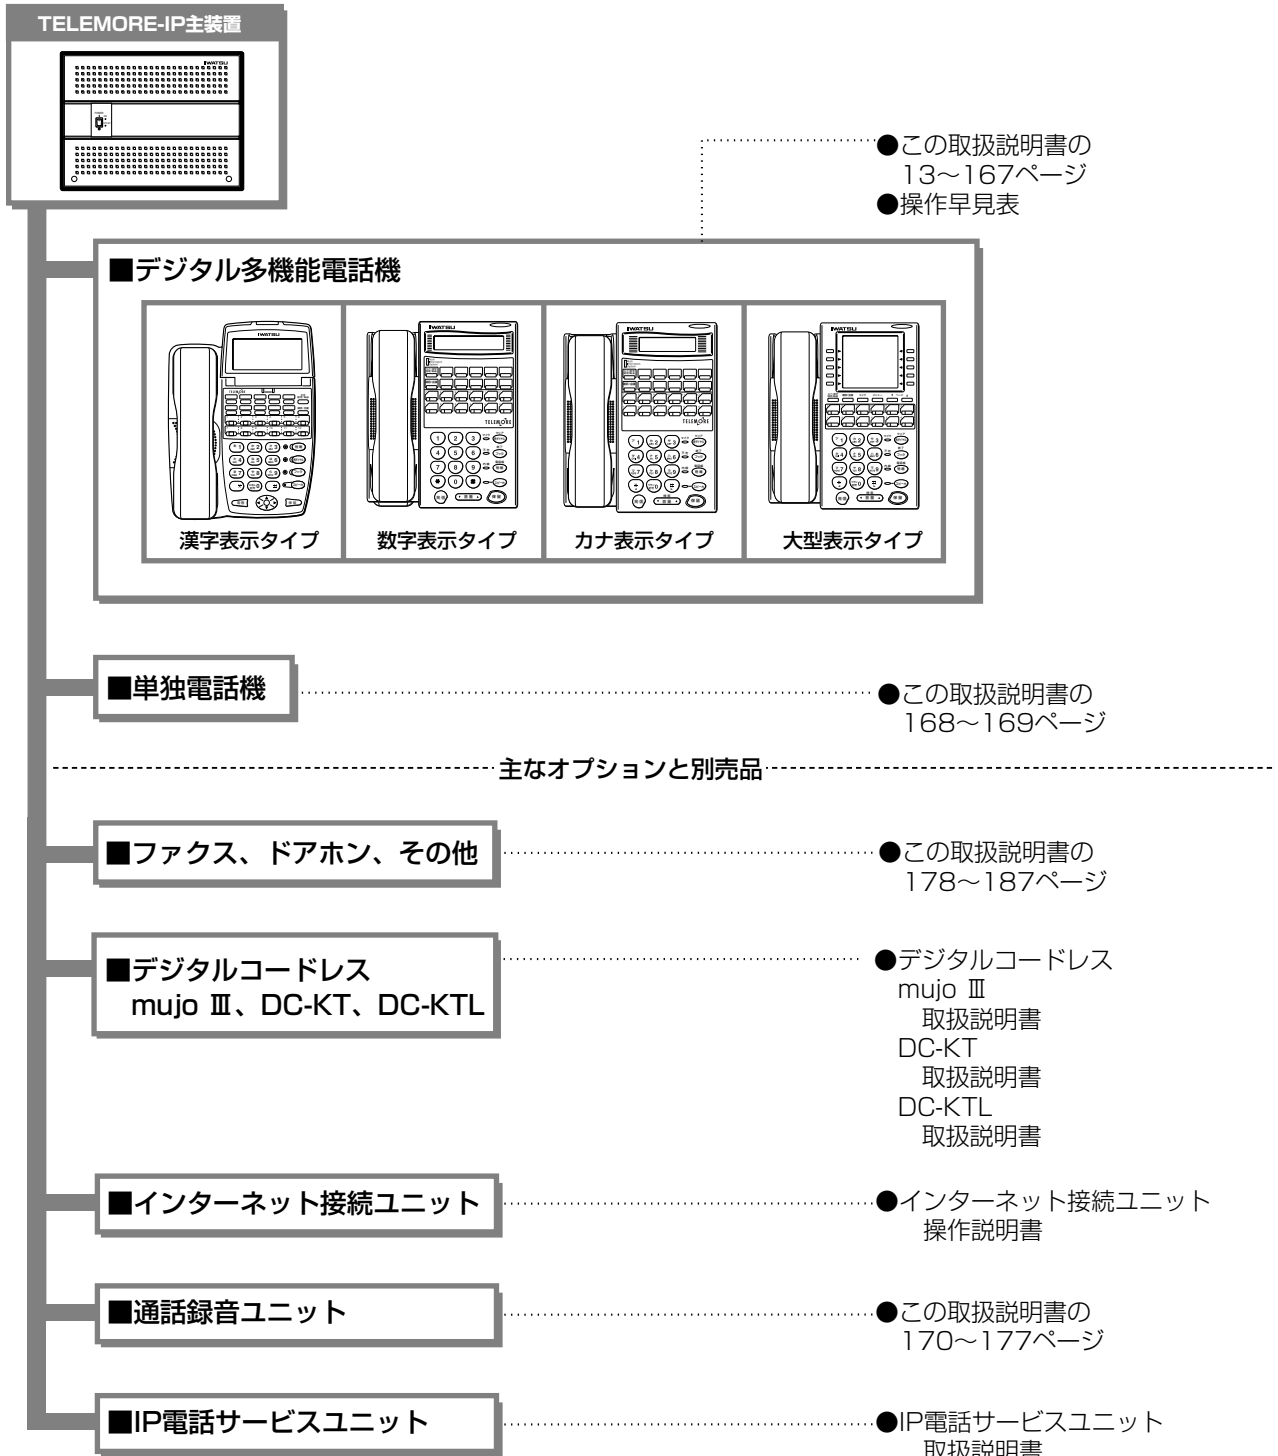 TELEMORE-IP主装置
IWATSU
●この取扱説明書の
13～167ページ
●操作早見表
■デジタル多機能電話機
IWATSU
IWATSU
IWATSU
IWATSU
TELEMORE
TELEMORE
漢字表示タイプ
数字表示タイプ
カナ表示タイプ
大型表示タイプ
■単独電話機
●この取扱説明書の
168～169ページ
主なオプションと別売品
■ファクス、ドアホン、その他
●この取扱説明書の
178～187ページ
■デジタルコードレス
mujo Ⅲ、DC-KT、DC-KTL
●デジタルコードレス
mujo Ⅲ
取扱説明書
DC-KT
取扱説明書
DC-KTL
取扱説明書
■インターネット接続ユニット
●インターネット接続ユニット
操作説明書
■通話録音ユニット
●この取扱説明書の
170～177ページ
■IP電話サービスユニット
●IP電話サービスユニット
取扱説明書